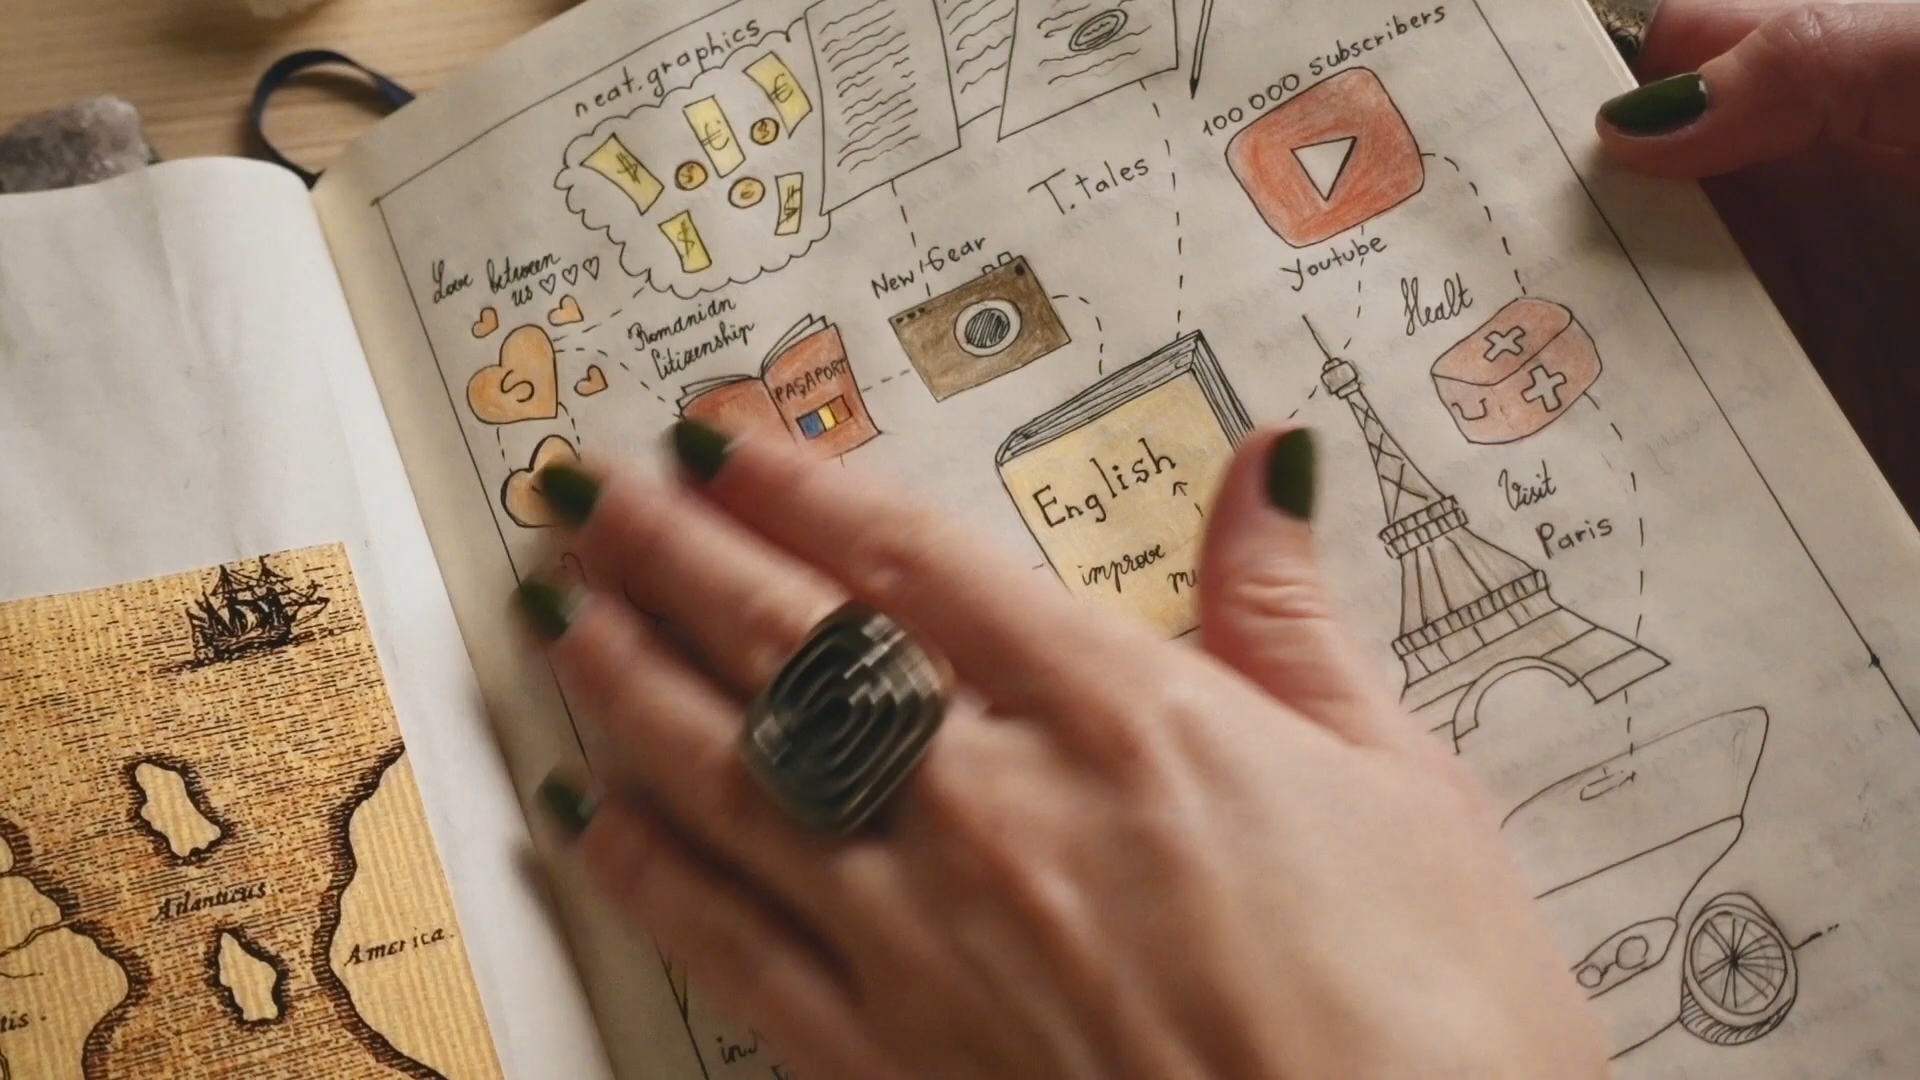 neat.graphics
100 000 subscribers
T. tales
Youtube
New Gear
Love between
us
Romanian
Citizenship
S
PAȘAPORT
Healt
English
improve
Visit
Paris
Atlanticus
America.